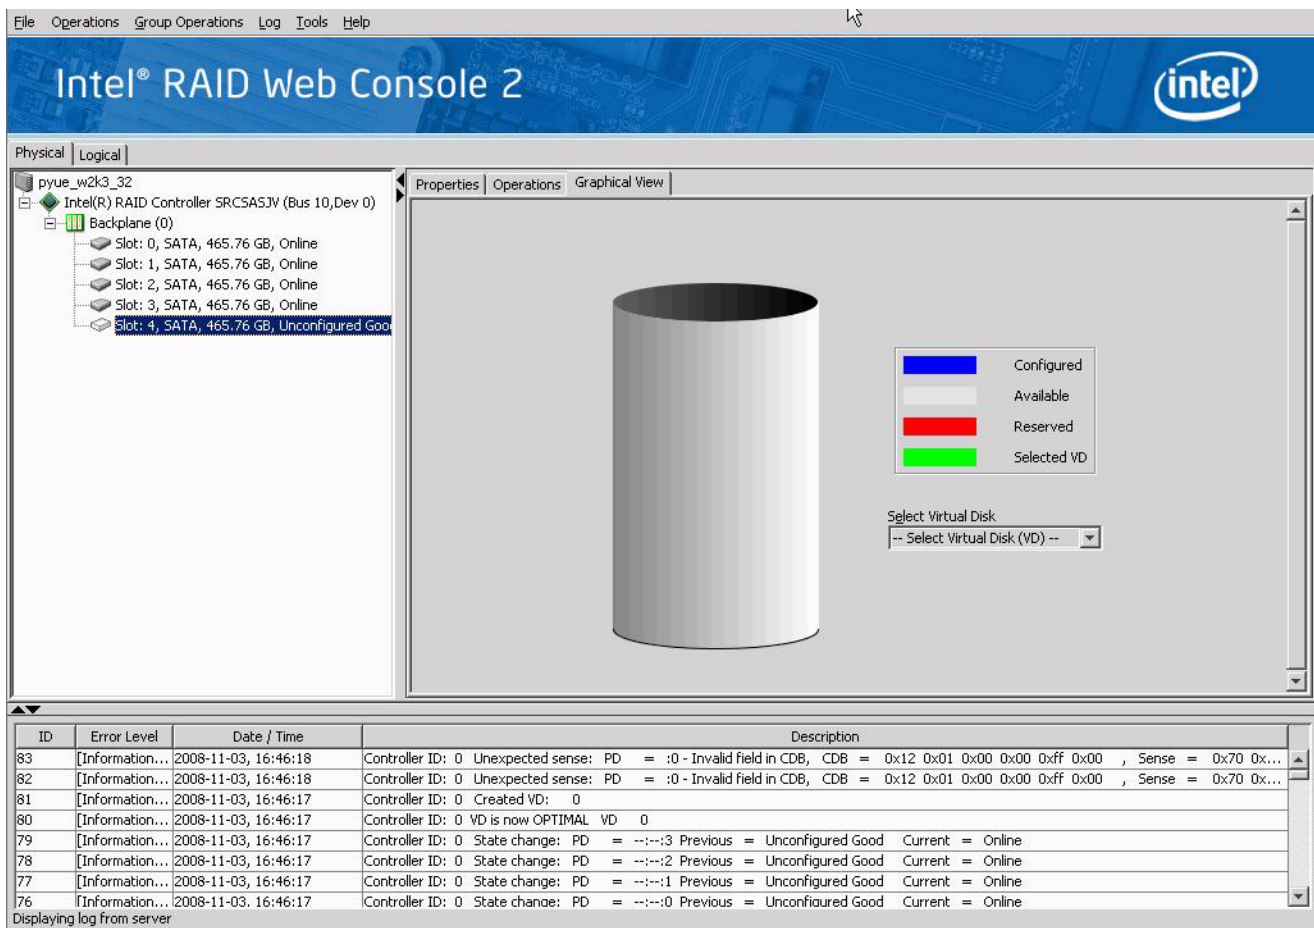 File Operations Group Operations Log Tools Help
Intel® RAID Web Console 2
intel
Physical Logical
pyue_w2k3_32
Intel(R) RAID Controller SRCSASJV (Bus 10,Dev 0)
Backplane (0)
Slot: 0, SATA, 465.76 GB, Online
Slot: 1, SATA, 465.76 GB, Online
Slot: 2, SATA, 465.76 GB, Online
Slot: 3, SATA, 465.76 GB, Online
Slot: 4, SATA, 465.76 GB, Unconfigured Goo
Properties Operations Graphical View
Configured
Available
Reserved
Selected VD
Select Virtual Disk
-- Select Virtual Disk (VD) --
ID Error Level Date / Time Description
83 [Information... 2008-11-03, 16:46:18 Controller ID: 0 Unexpected sense: PD = :0 - Invalid field in CDB, CDB = 0x12 0x01 0x00 0x00 0xff 0x00 , Sense = 0x70 0x...
82 [Information... 2008-11-03, 16:46:18 Controller ID: 0 Unexpected sense: PD = :0 - Invalid field in CDB, CDB = 0x12 0x01 0x00 0x00 0xff 0x00 , Sense = 0x70 0x...
81 [Information... 2008-11-03, 16:46:17 Controller ID: 0 Created VD: 0
80 [Information... 2008-11-03, 16:46:17 Controller ID: 0 VD is now OPTIMAL VD 0
79 [Information... 2008-11-03, 16:46:17 Controller ID: 0 State change: PD = --:--:3 Previous = Unconfigured Good Current = Online
78 [Information... 2008-11-03, 16:46:17 Controller ID: 0 State change: PD = --:--:2 Previous = Unconfigured Good Current = Online
77 [Information... 2008-11-03, 16:46:17 Controller ID: 0 State change: PD = --:--:1 Previous = Unconfigured Good Current = Online
76 [Information... 2008-11-03, 16:46:17 Controller ID: 0 State change: PD = --:--:0 Previous = Unconfigured Good Current = Online
Displaying log from server